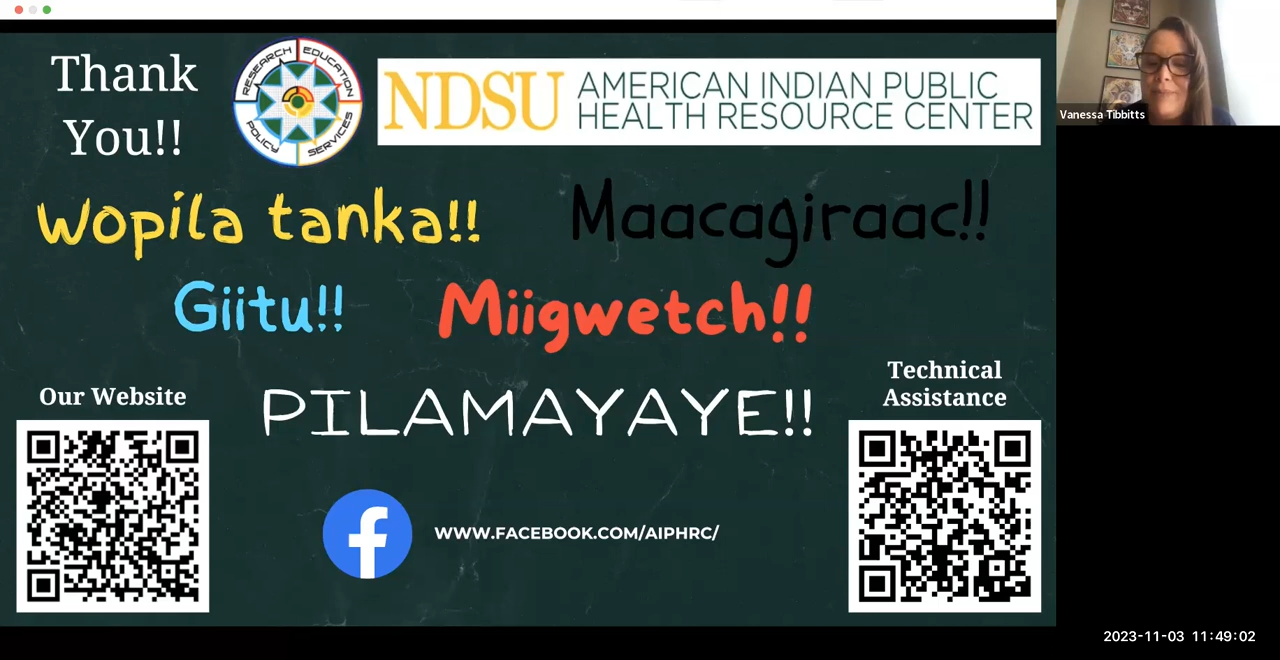 Thank
You!!
RESEARCH
EDUCATION
POLICY
SERVICES
NDSU
AMERICAN INDIAN PUBLIC
HEALTH RESOURCE CENTER
Vanessa Tibbitts
Wopila tanka!!
Maacagiraac!!
Giitu!!
Miigwetch!!
Our Website
PILAMAYAYE!!
Technical
Assistance
WWW.FACEBOOK.COM/AIPHRC/
2023-11-03 11:49:02